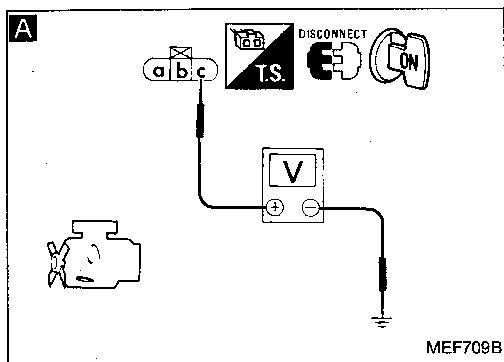 A
DISCONNECT
a b c
T.S.
ON
V
+ −
MEF709B